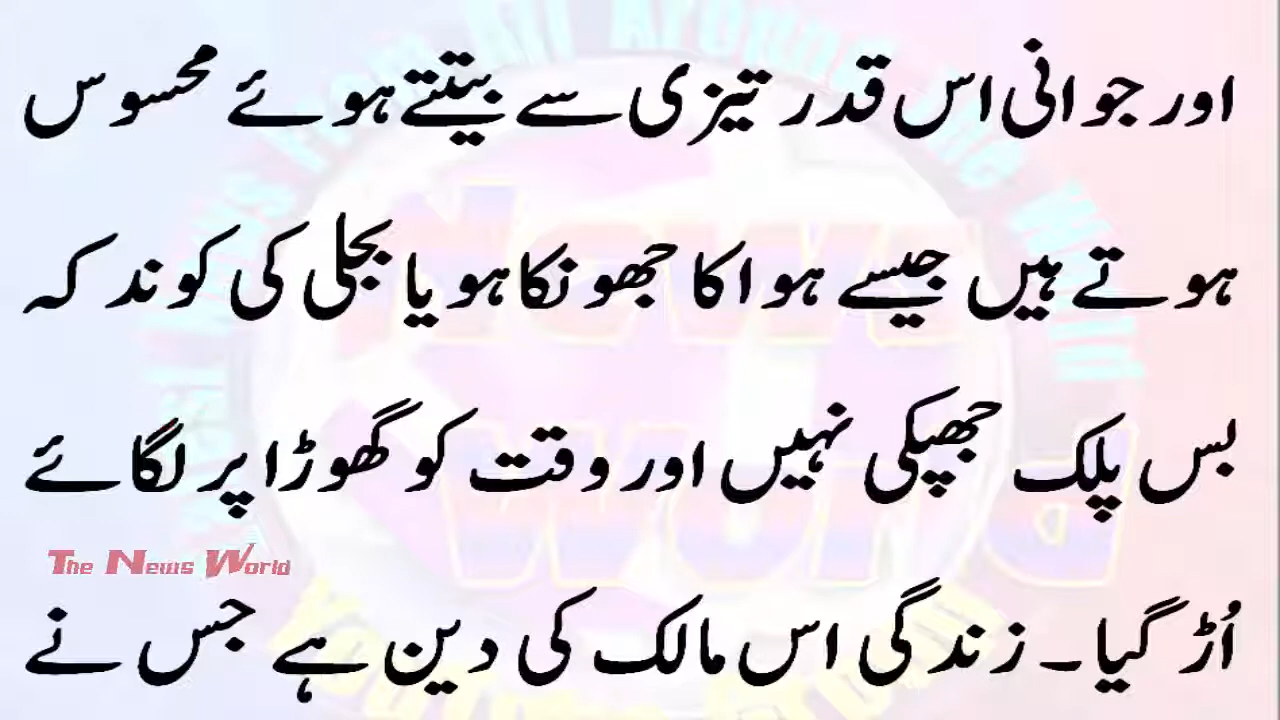 اور جوانی اس قدر تیزی سے بیتتے ہوئے محسوس
ہوتے ہیں جیسے ہوا کا جھونکا ہو یا بجلی کی کوند کہ
بس پلک جھپکی نہیں اور وقت کو گھوڑا پر لگائے
The News World
اُڑ گیا۔ زندگی اس مالک کی دین ہے جس نے